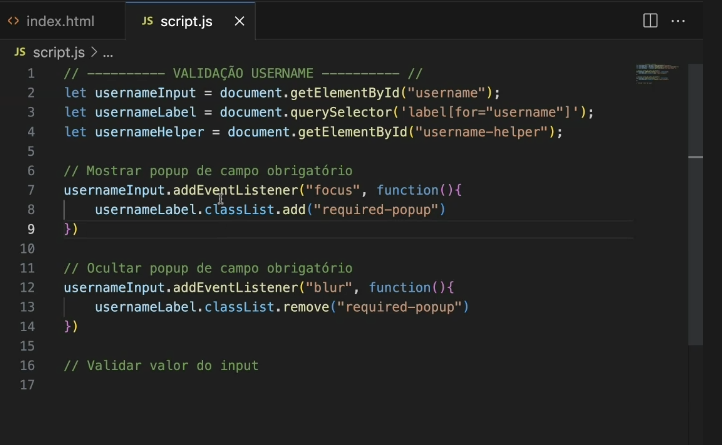 index.html
JS script.js
JS script.js > ...
1 // ---------- VALIDAÇÃO USERNAME ---------- //
2 let usernameInput = document.getElementById("username");
3 let usernameLabel = document.querySelector('label[for="username"]');
4 let usernameHelper = document.getElementById("username-helper");
5
6 // Mostrar popup de campo obrigatório
7 usernameInput.addEventListener("focus", function(){
8 usernameLabel.classList.add("required-popup")
9 })
10
11 // Ocultar popup de campo obrigatório
12 usernameInput.addEventListener("blur", function(){
13 usernameLabel.classList.remove("required-popup")
14 })
15
16 // Validar valor do input
17